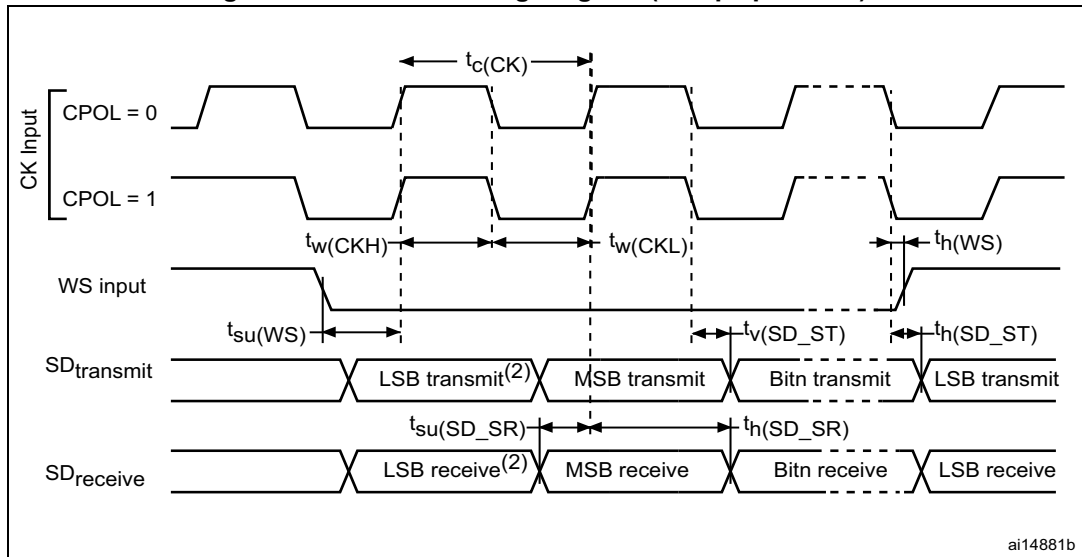 tc(CK)
CK Input
CPOL = 0
CPOL = 1
tw(CKH)
tw(CKL)
th(WS)
WS input
tsu(WS)
tv(SD_ST)
th(SD_ST)
SDtransmit
LSB transmit(2)
MSB transmit
Bitn transmit
LSB transmit
tsu(SD_SR)
th(SD_SR)
SDreceive
LSB receive(2)
MSB receive
Bitn receive
LSB receive
ai14881b